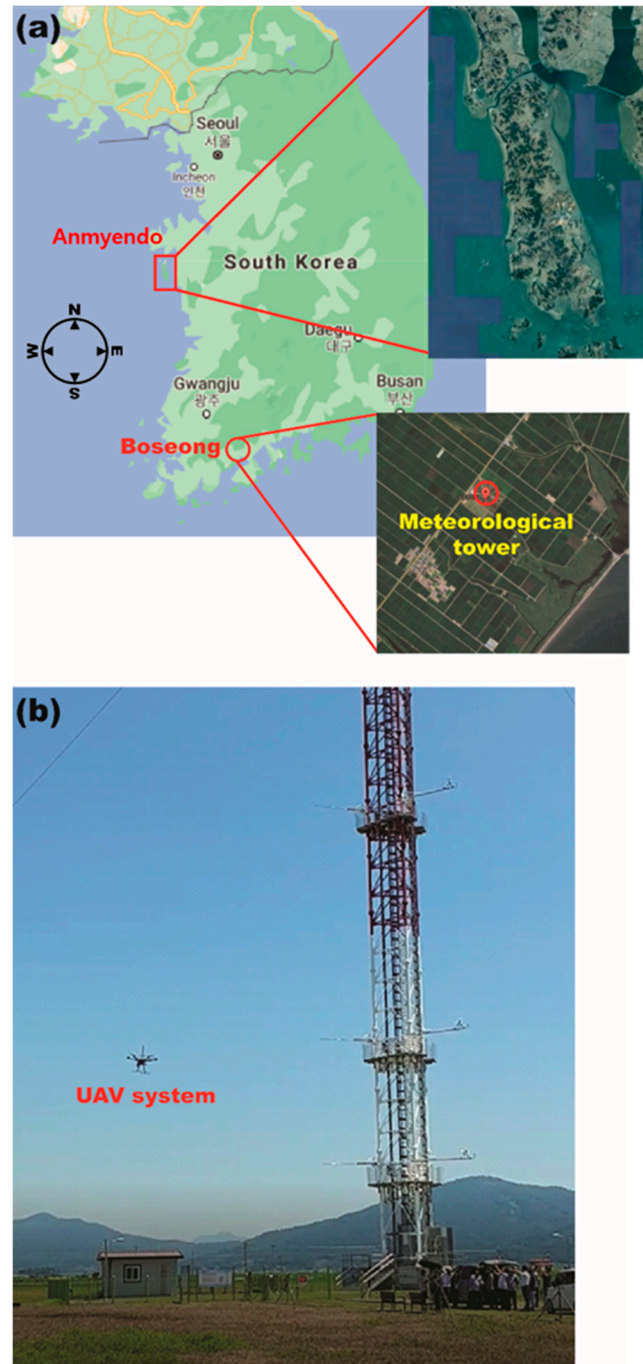 (a)
Seoul
서울
Incheon
인천
Anmyendo
South Korea
N
W
E
S
Daegu
대구
Gwangju
광주
Busan
부산
Boseong
Meteorological
tower
(b)
UAV system